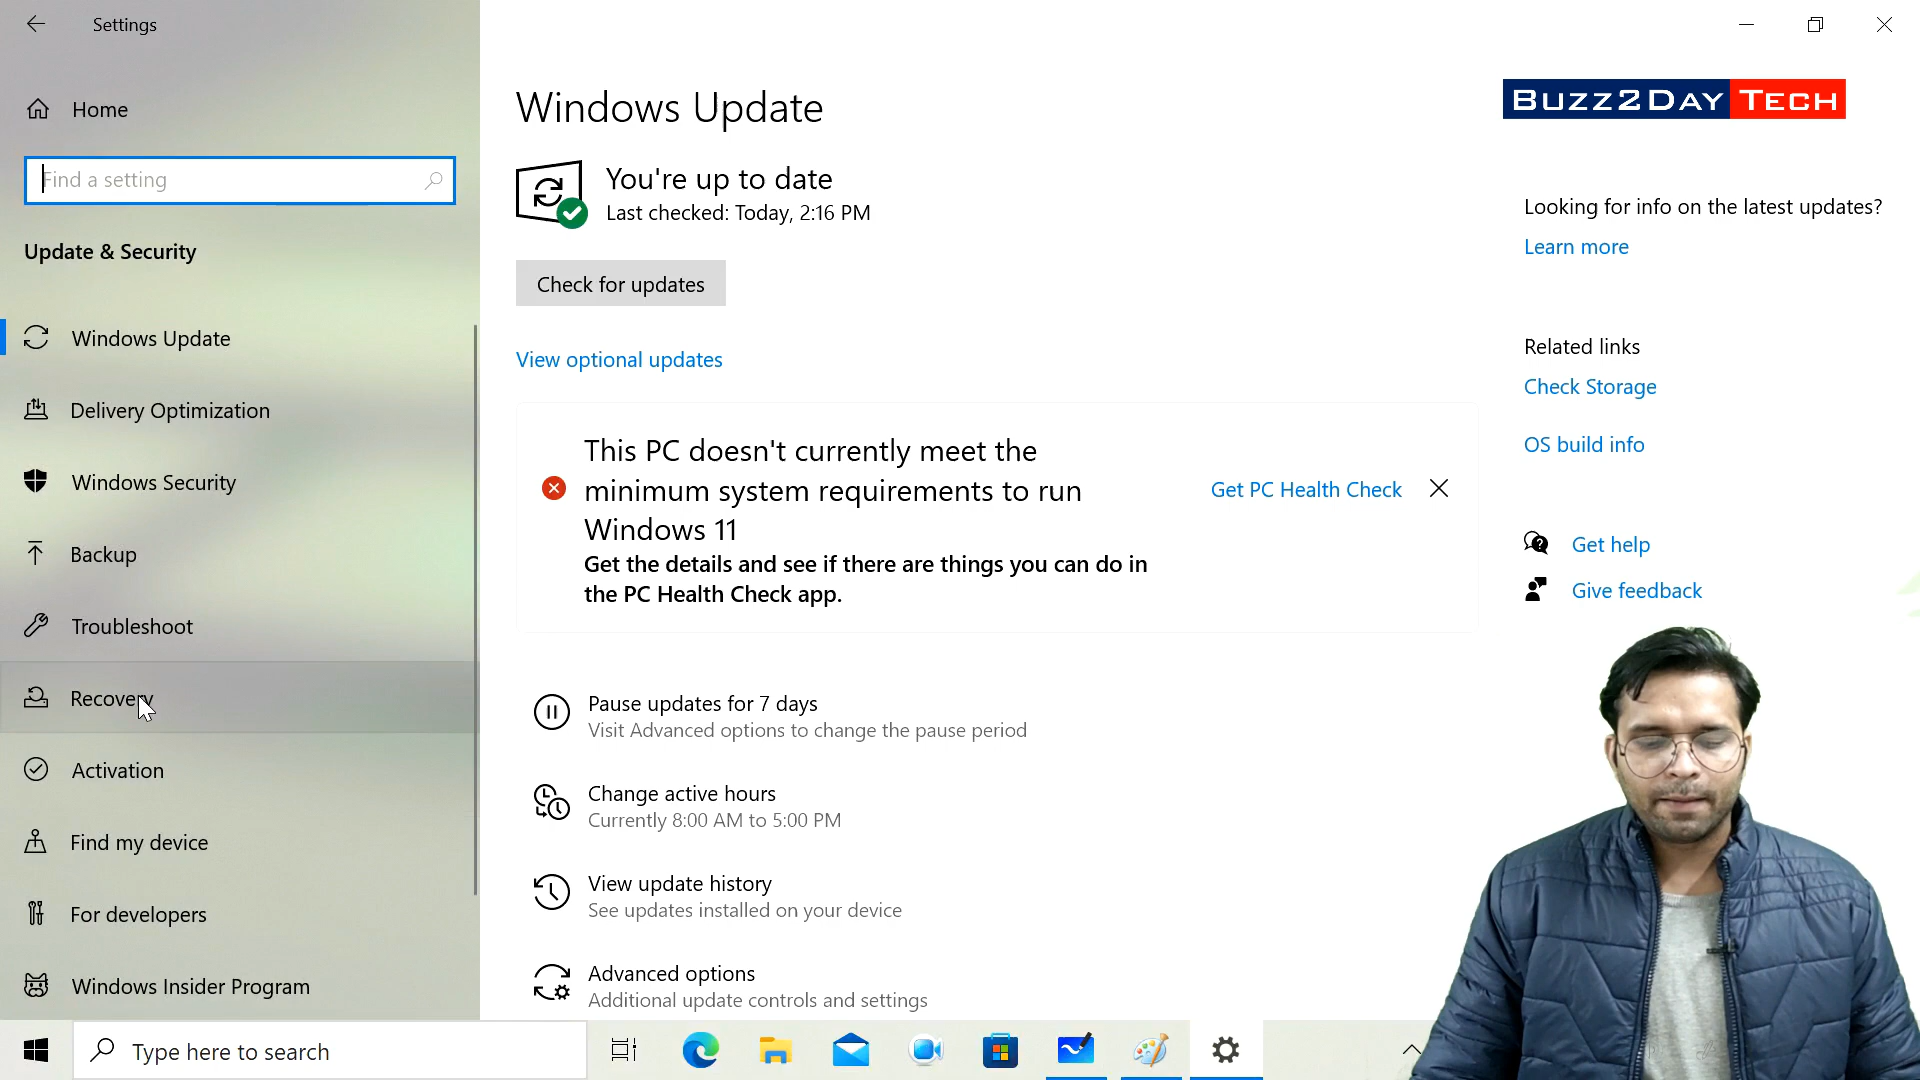 Settings
Home
Find a setting
Update & Security
Windows Update
Delivery Optimization
Windows Security
Backup
Troubleshoot
Recovery
Activation
Find my device
For developers
Windows Insider Program
Windows Update
You're up to date
Last checked: Today, 2:16 PM
Check for updates
View optional updates
This PC doesn't currently meet the
minimum system requirements to run
Windows 11
Get the details and see if there are things you can do in
the PC Health Check app.
Get PC Health Check
Pause updates for 7 days
Visit Advanced options to change the pause period
Change active hours
Currently 8:00 AM to 5:00 PM
View update history
See updates installed on your device
Advanced options
Additional update controls and settings
BUZZ2DAY TECH
Looking for info on the latest updates?
Learn more
Related links
Check Storage
OS build info
Get help
Give feedback
Type here to search